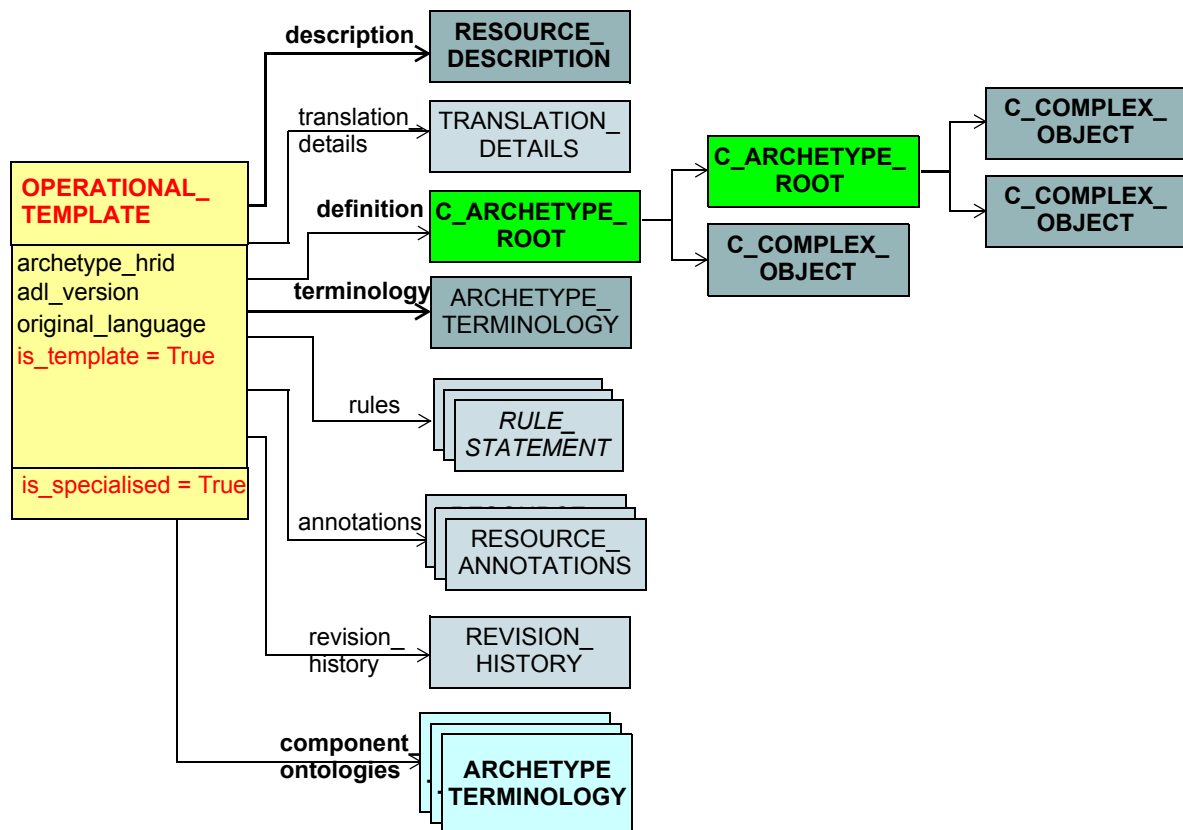 description
RESOURCE_
DESCRIPTION
translation_
details
TRANSLATION_
DETAILS
OPERATIONAL_
TEMPLATE
archetype_hrid
adl_version
original_language
is_template = True
is_specialised = True
definition
C_ARCHETYPE_
ROOT
C_ARCHETYPE_
ROOT
C_COMPLEX_
OBJECT
C_COMPLEX_
OBJECT
C_COMPLEX_
OBJECT
terminology
ARCHETYPE_
TERMINOLOGY
rules
RULE_
STATEMENT
annotations
RESOURCE_
ANNOTATIONS
revision_
history
REVISION_
HISTORY
component_
ontologies
ARCHETYPE
TERMINOLOGY